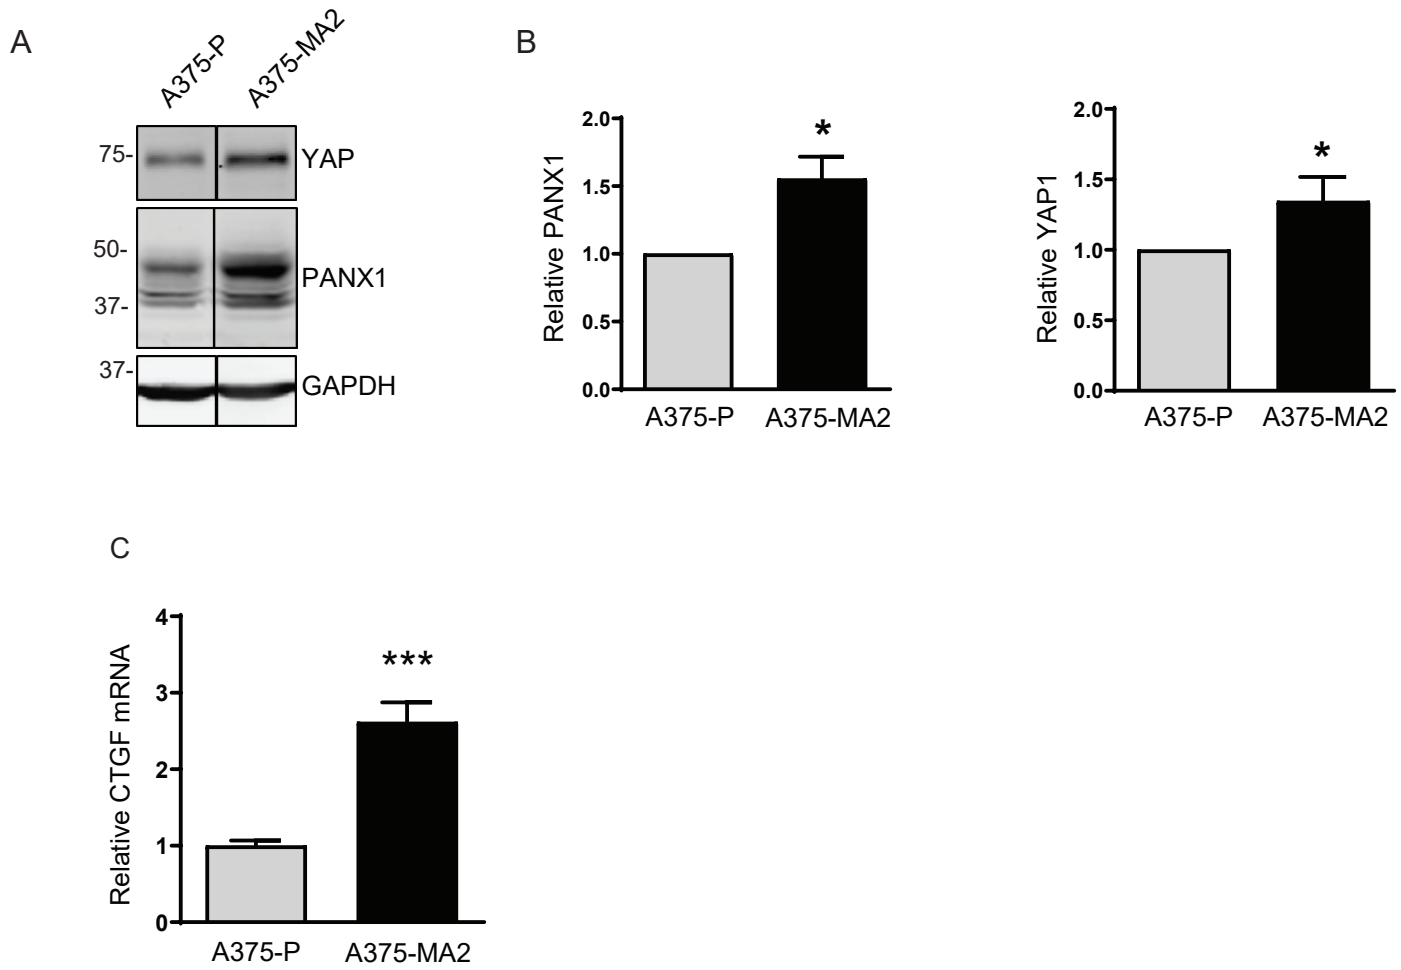 A
A375-P
A375-MA2
75-
YAP
50-
PANX1
37-
37-
GAPDH
B
Relative PANX1
2.0
1.5
1.0
0.5
0.0
*
A375-P
A375-MA2
Relative YAP1
2.0
1.5
1.0
0.5
0.0
*
A375-P
A375-MA2
C
Relative CTGF mRNA
4
3
2
1
0
***
A375-P
A375-MA2